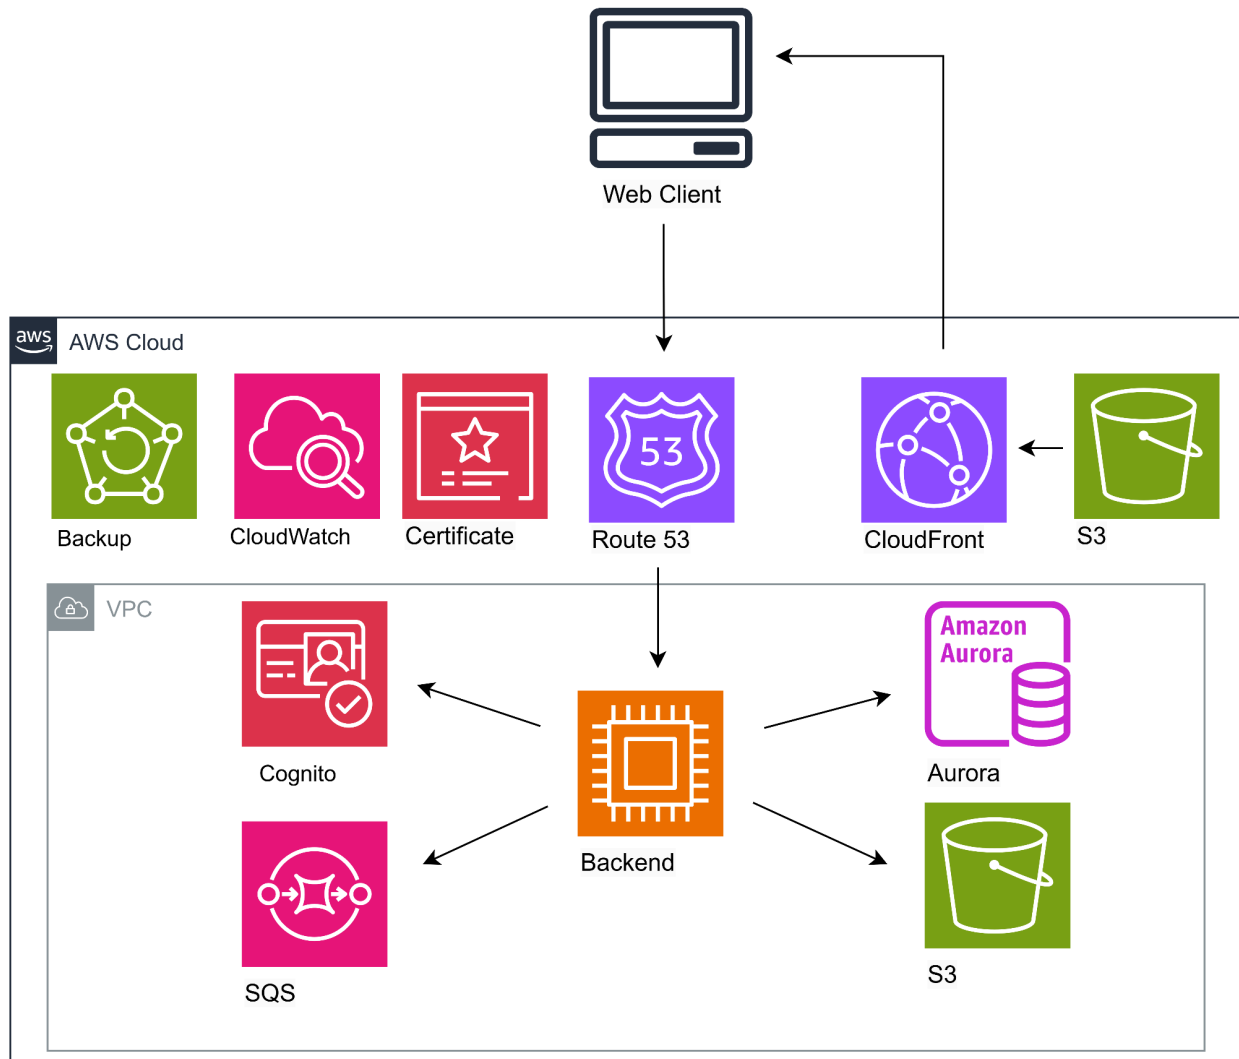 Web Client
aws
AWS Cloud
53
Backup
CloudWatch
Certificate
Route 53
CloudFront
S3
VPC
Amazon
Aurora
Cognito
Aurora
Backend
SQS
S3